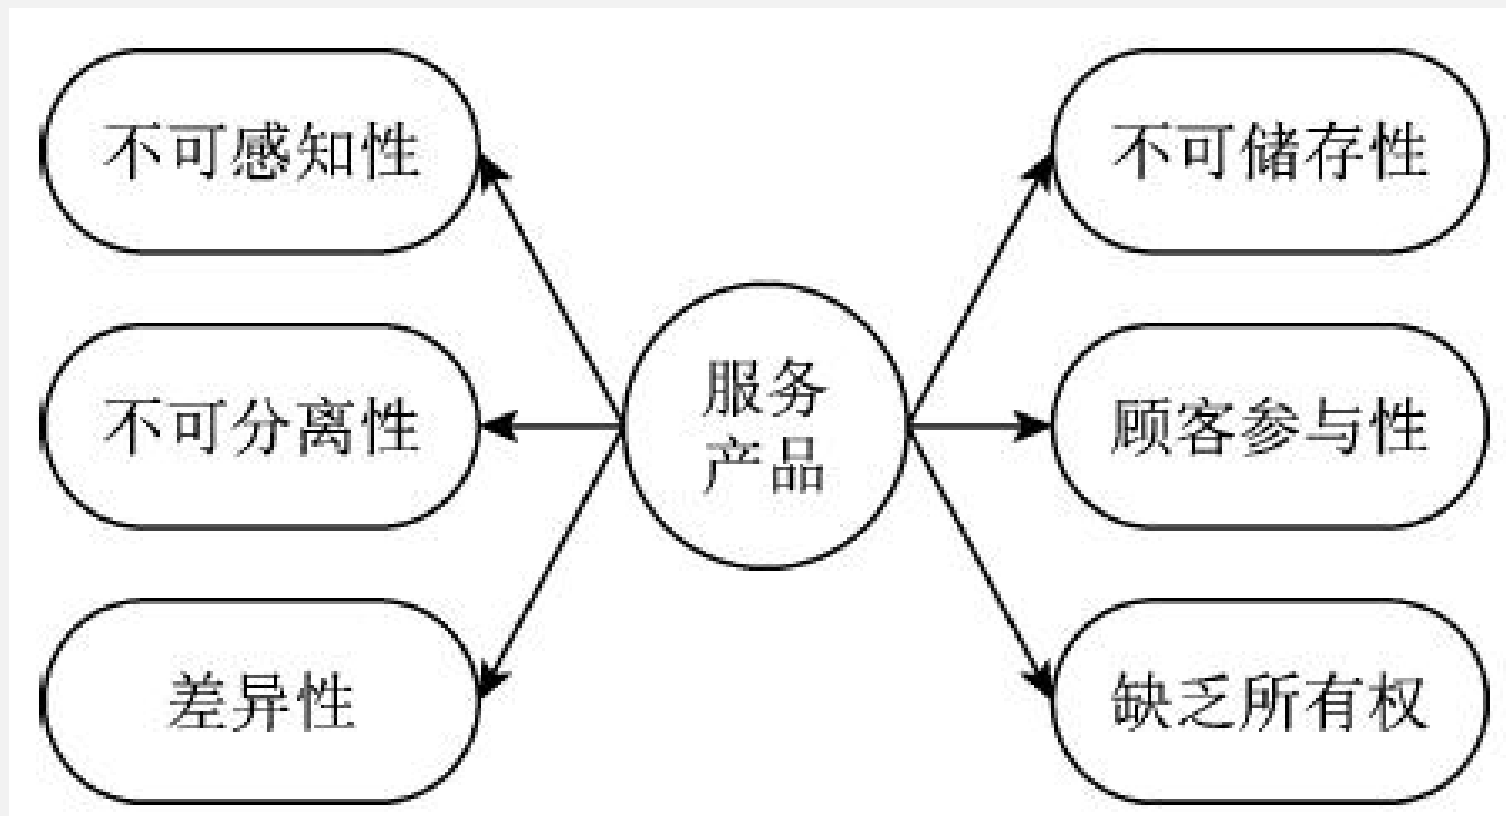 不可感知性
不可分离性
差异性
服务
产品
不可储存性
顾客参与性
缺乏所有权